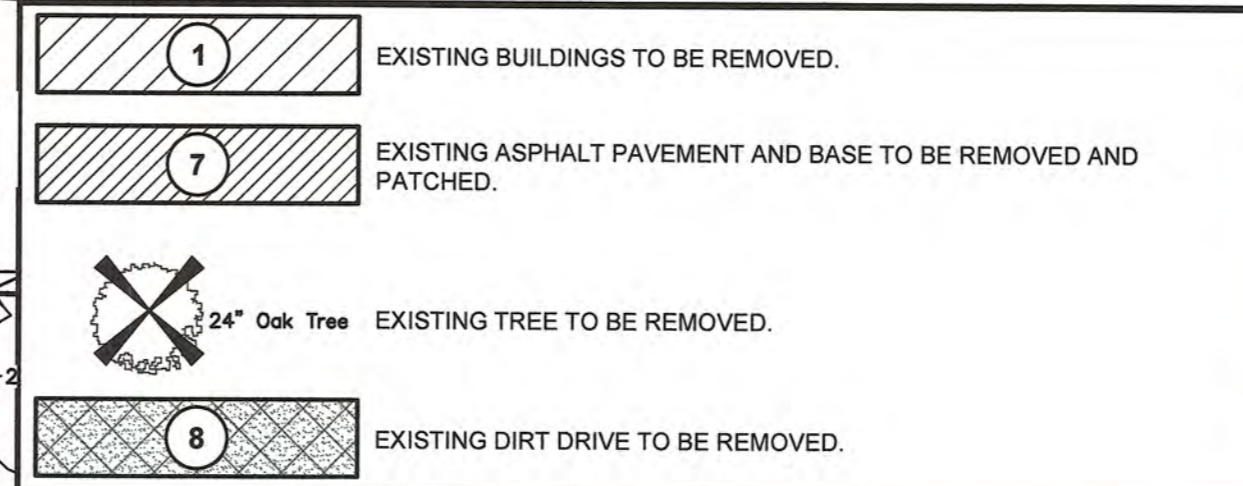 1 EXISTING BUILDINGS TO BE REMOVED.
7 EXISTING ASPHALT PAVEMENT AND BASE TO BE REMOVED AND
PATCHED.
24" Oak Tree EXISTING TREE TO BE REMOVED.
8 EXISTING DIRT DRIVE TO BE REMOVED.